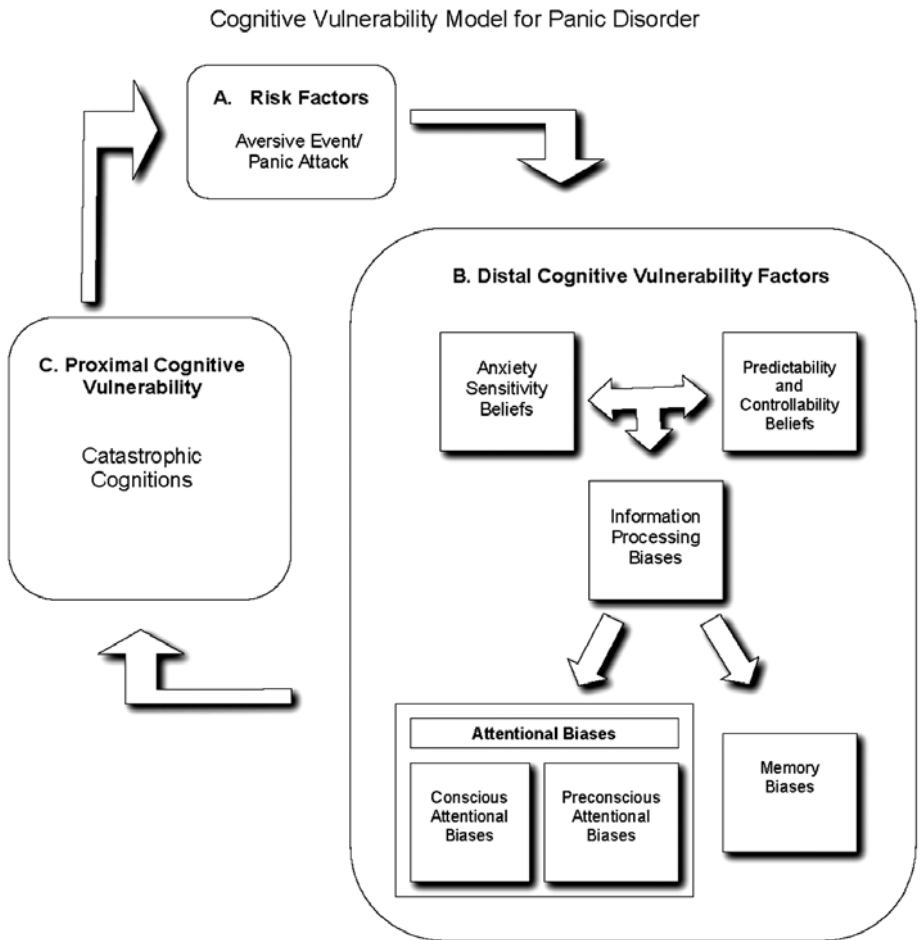 Cognitive Vulnerability Model for Panic Disorder
A. Risk Factors
Aversive Event/
Panic Attack
B. Distal Cognitive Vulnerability Factors
Anxiety
Sensitivity
Beliefs
Predictability
and
Controllability
Beliefs
Information
Processing
Biases
Attentional Biases
Conscious
Attentional
Biases
Preconscious
Attentional
Biases
Memory
Biases
C. Proximal Cognitive
Vulnerability
Catastrophic
Cognitions